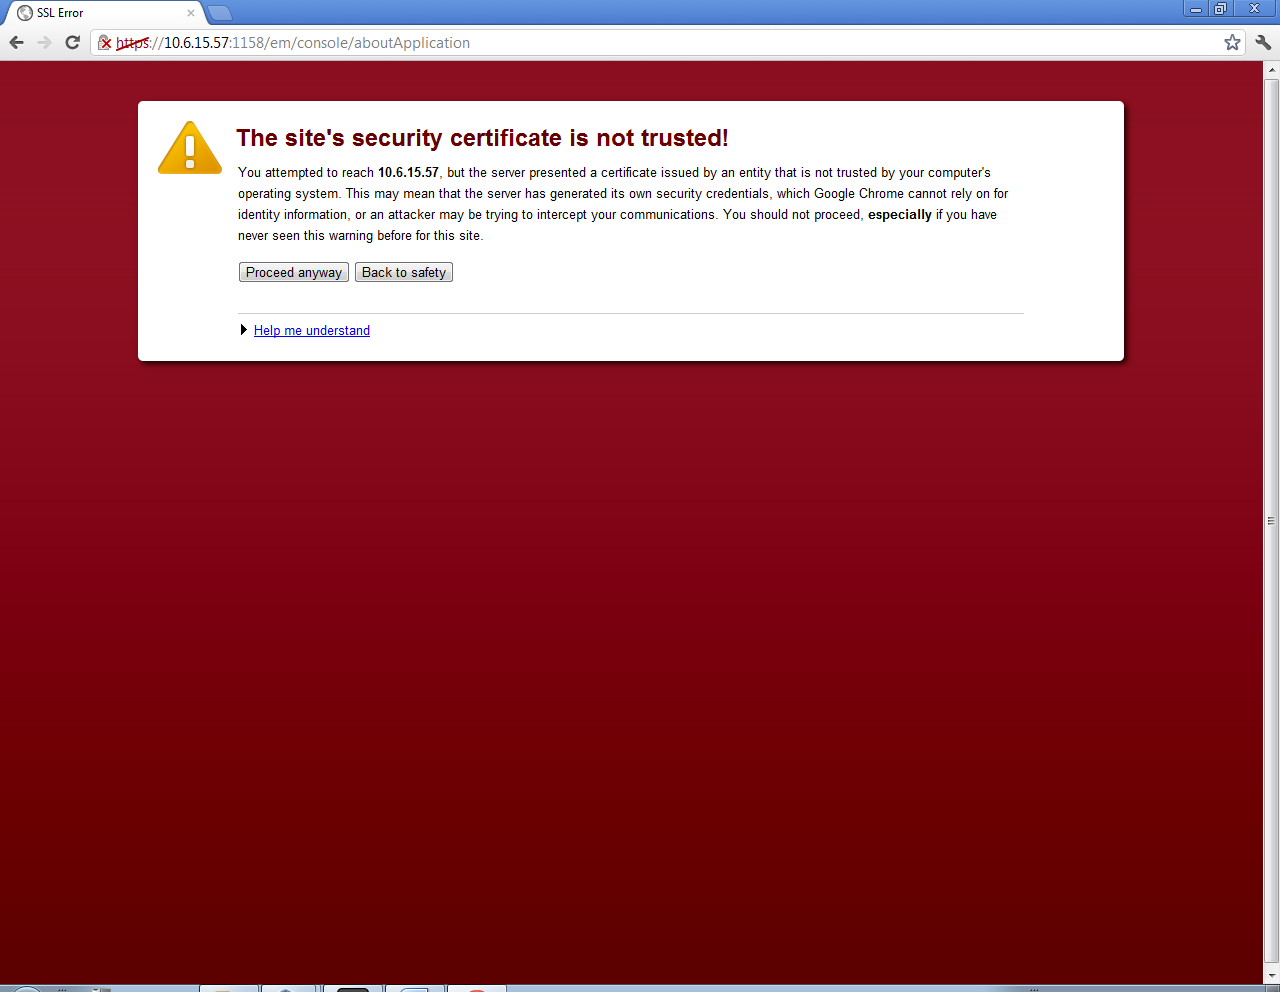 SSL Error
https://10.6.15.57:1158/em/console/aboutApplication
The site's security certificate is not trusted!
You attempted to reach 10.6.15.57, but the server presented a certificate issued by an entity that is not trusted by your computer's
operating system. This may mean that the server has generated its own security credentials, which Google Chrome cannot rely on for
identity information, or an attacker may be trying to intercept your communications. You should not proceed, especially if you have
never seen this warning before for this site.
Proceed anyway Back to safety
Help me understand